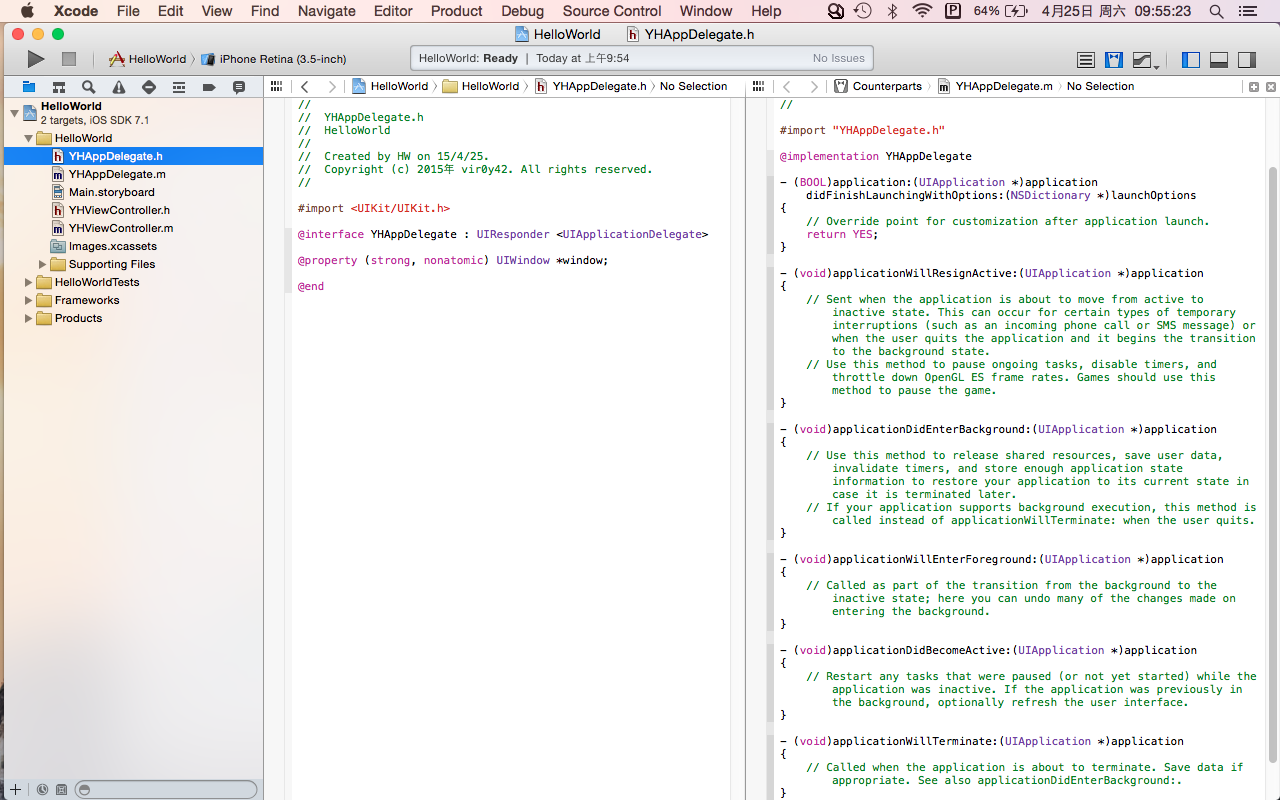 Xcode File Edit View Find Navigate Editor Product Debug Source Control Window Help P 64% 4月25日 周六 09:55:23
HelloWorld h YHAppDelegate.h
HelloWorld iPhone Retina (3.5-inch) HelloWorld: Ready | Today at 上午9:54 No Issues
HelloWorld
2 targets, iOS SDK 7.1
HelloWorld
h YHAppDelegate.h
m YHAppDelegate.m
Main.storyboard
h YHViewController.h
m YHViewController.m
Images.xcassets
Supporting Files
HelloWorldTests
Frameworks
Products
HelloWorld HelloWorld h YHAppDelegate.h No Selection
//
// YHAppDelegate.h
// HelloWorld
//
// Created by HW on 15/4/25.
// Copyright (c) 2015年 vir0y42. All rights reserved.
//
#import <UIKit/UIKit.h>
@interface YHAppDelegate : UIResponder <UIApplicationDelegate>
@property (strong, nonatomic) UIWindow *window;
@end
Counterparts m YHAppDelegate.m No Selection
//
#import "YHAppDelegate.h"
@implementation YHAppDelegate
- (BOOL)application:(UIApplication *)application
didFinishLaunchingWithOptions:(NSDictionary *)launchOptions
{
// Override point for customization after application launch.
return YES;
}
- (void)applicationWillResignActive:(UIApplication *)application
{
// Sent when the application is about to move from active to
inactive state. This can occur for certain types of temporary
interruptions (such as an incoming phone call or SMS message) or
when the user quits the application and it begins the transition
to the background state.
// Use this method to pause ongoing tasks, disable timers, and
throttle down OpenGL ES frame rates. Games should use this
method to pause the game.
}
- (void)applicationDidEnterBackground:(UIApplication *)application
{
// Use this method to release shared resources, save user data,
invalidate timers, and store enough application state
information to restore your application to its current state in
case it is terminated later.
// If your application supports background execution, this method is
called instead of applicationWillTerminate: when the user quits.
}
- (void)applicationWillEnterForeground:(UIApplication *)application
{
// Called as part of the transition from the background to the
inactive state; here you can undo many of the changes made on
entering the background.
}
- (void)applicationDidBecomeActive:(UIApplication *)application
{
// Restart any tasks that were paused (or not yet started) while the
application was inactive. If the application was previously in
the background, optionally refresh the user interface.
}
- (void)applicationWillTerminate:(UIApplication *)application
{
// Called when the application is about to terminate. Save data if
appropriate. See also applicationDidEnterBackground:.
}